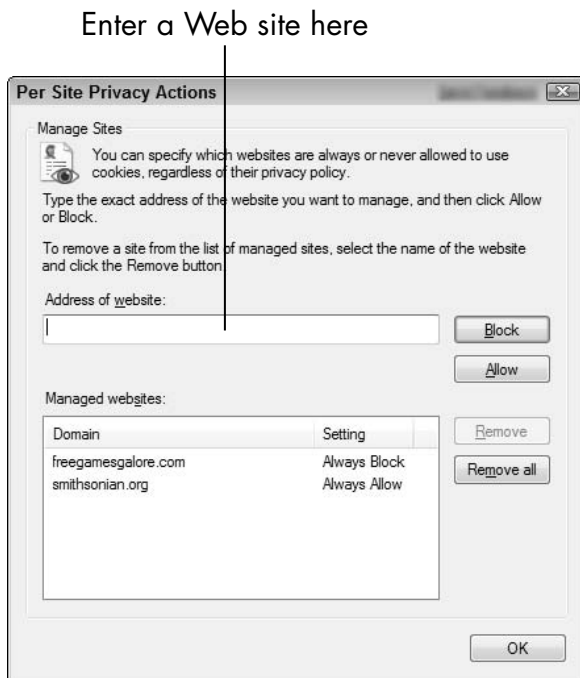 Enter a Web site here
Per Site Privacy Actions
Manage Sites
You can specify which websites are always or never allowed to use
cookies, regardless of their privacy policy.
Type the exact address of the website you want to manage, and then click Allow
or Block.
To remove a site from the list of managed sites, select the name of the website
and click the Remove button.
Address of website:
Block
Allow
Managed websites:
Domain Setting
Remove
freegamesgalore.com Always Block
Remove all
smithsonian.org Always Allow
OK